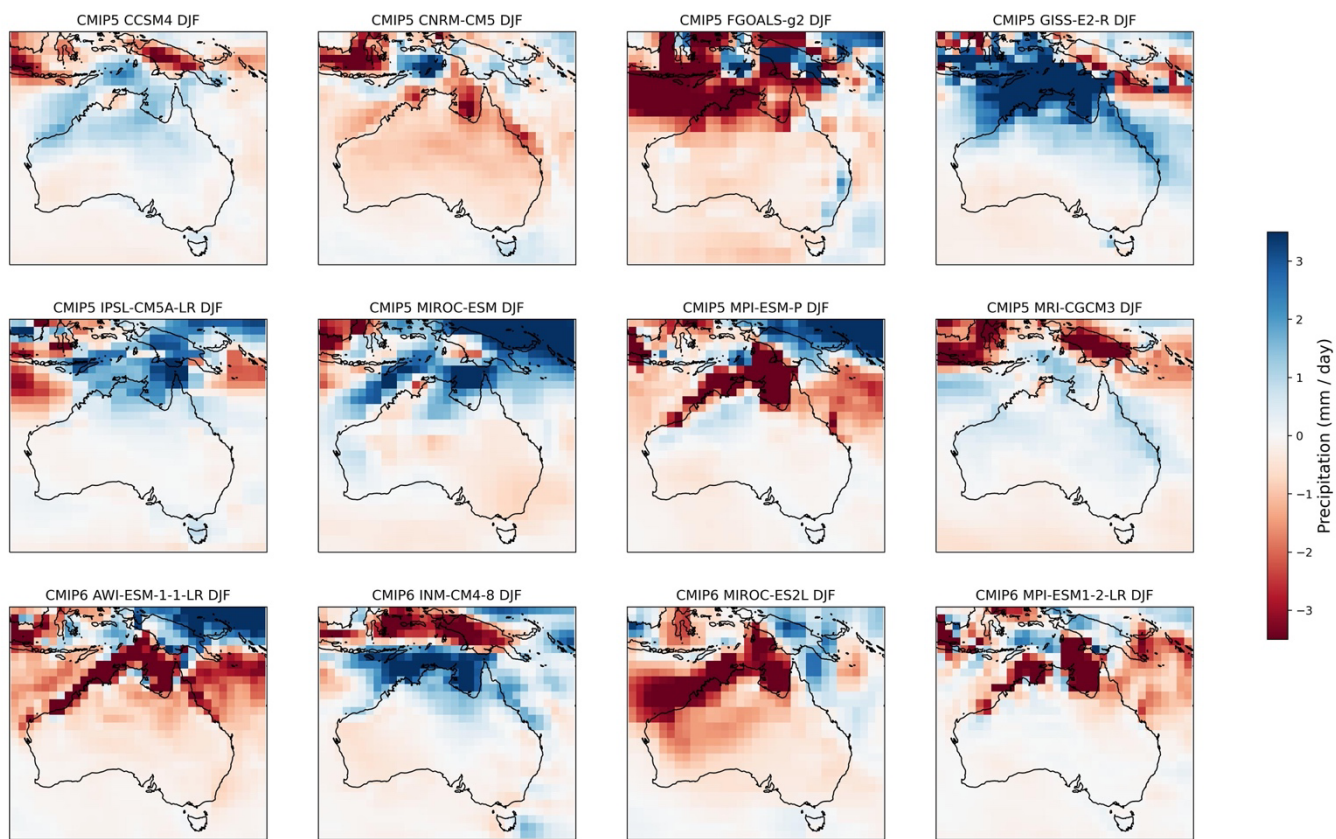 CMIP5 CCSM4 DJF
CMIP5 CNRM-CM5 DJF
CMIP5 FGOALS-g2 DJF
CMIP5 GISS-E2-R DJF
CMIP5 IPSL-CM5A-LR DJF
CMIP5 MIROC-ESM DJF
CMIP5 MPI-ESM-P DJF
CMIP5 MRI-CGCM3 DJF
CMIP6 AWI-ESM-1-1-LR DJF
CMIP6 INM-CM4-8 DJF
CMIP6 MIROC-ES2L DJF
CMIP6 MPI-ESM1-2-LR DJF
3
2
1
0
−1
−2
−3
Precipitation (mm / day)